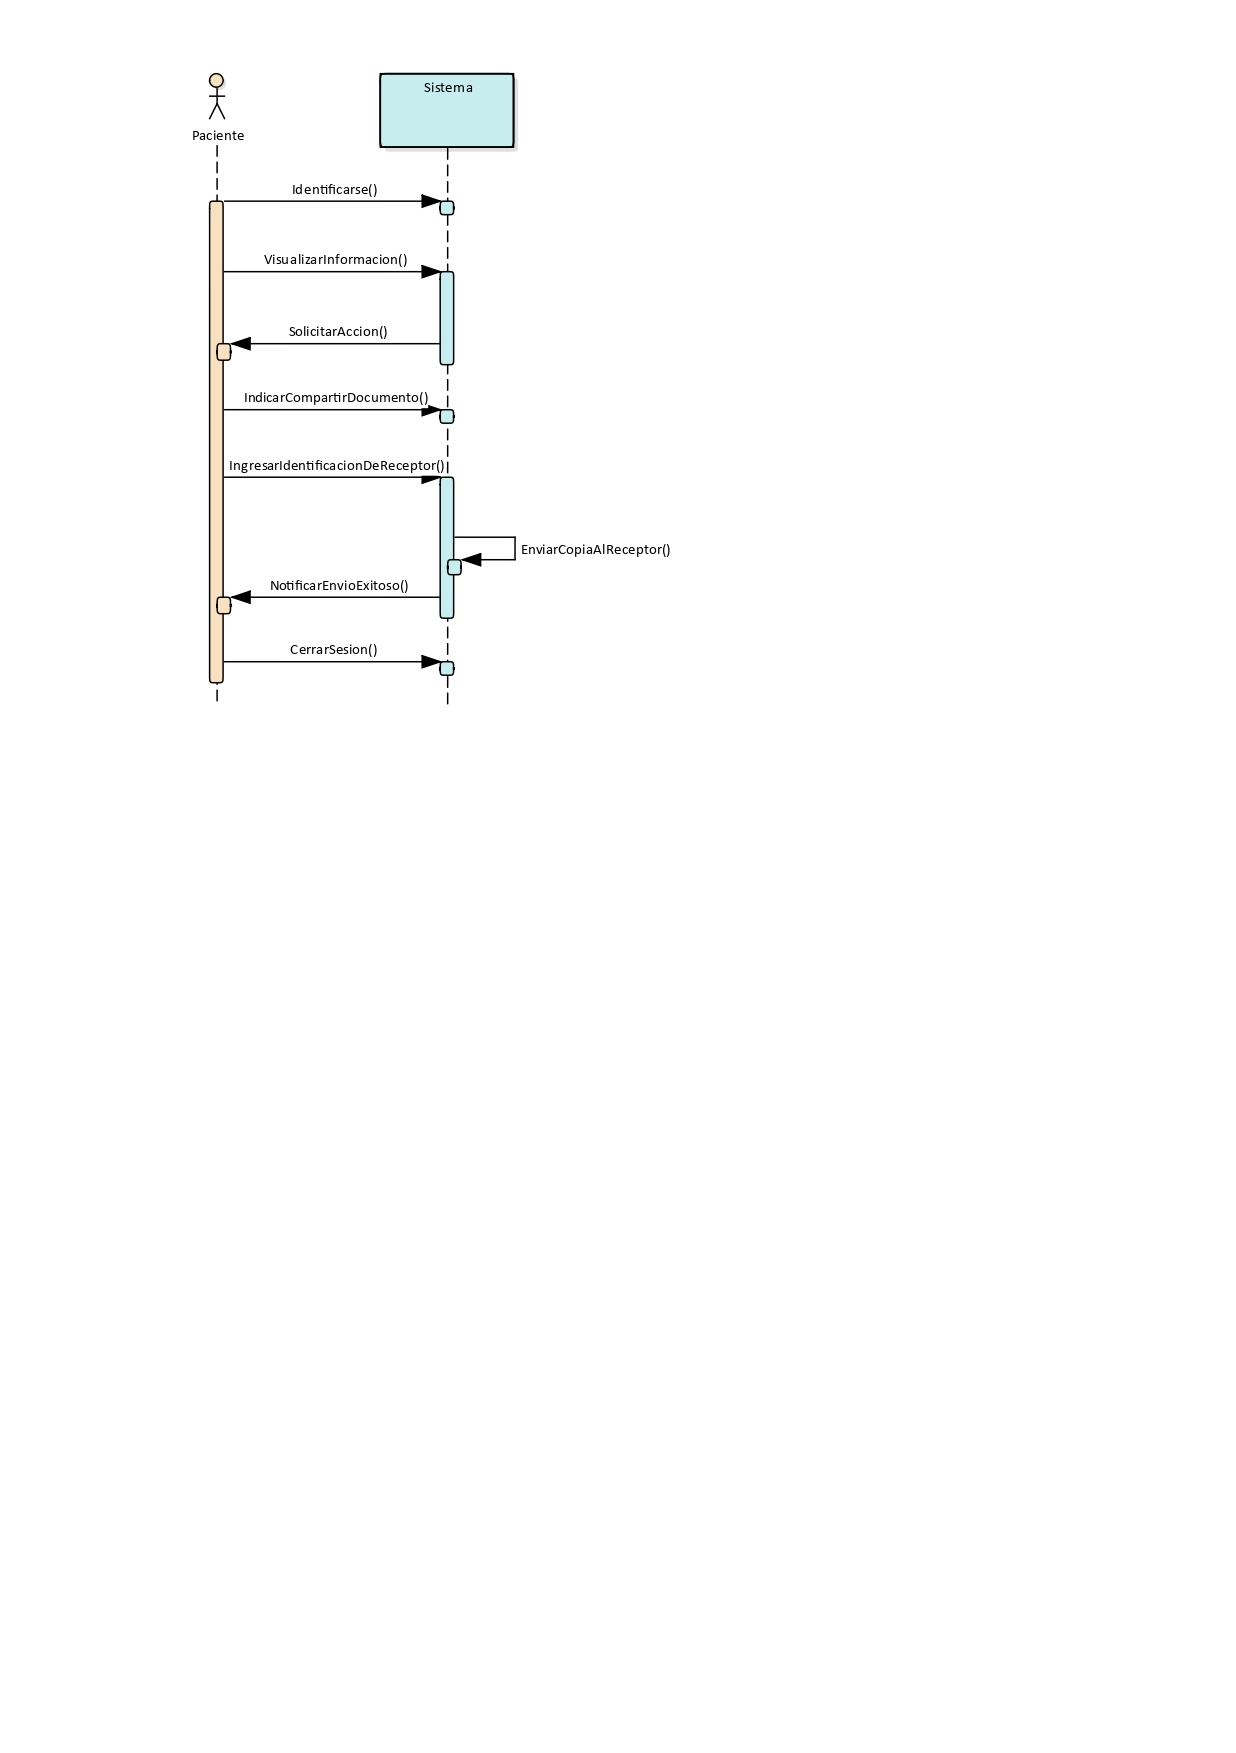 Sistema
Paciente
Identificarse()
VisualizarInformacion()
SolicitarAccion()
IndicarCompartirDocumento()
IngresarIdentificacionDeReceptor()
EnviarCopiaAlReceptor()
NotificarEnvioExitoso()
CerrarSesion()